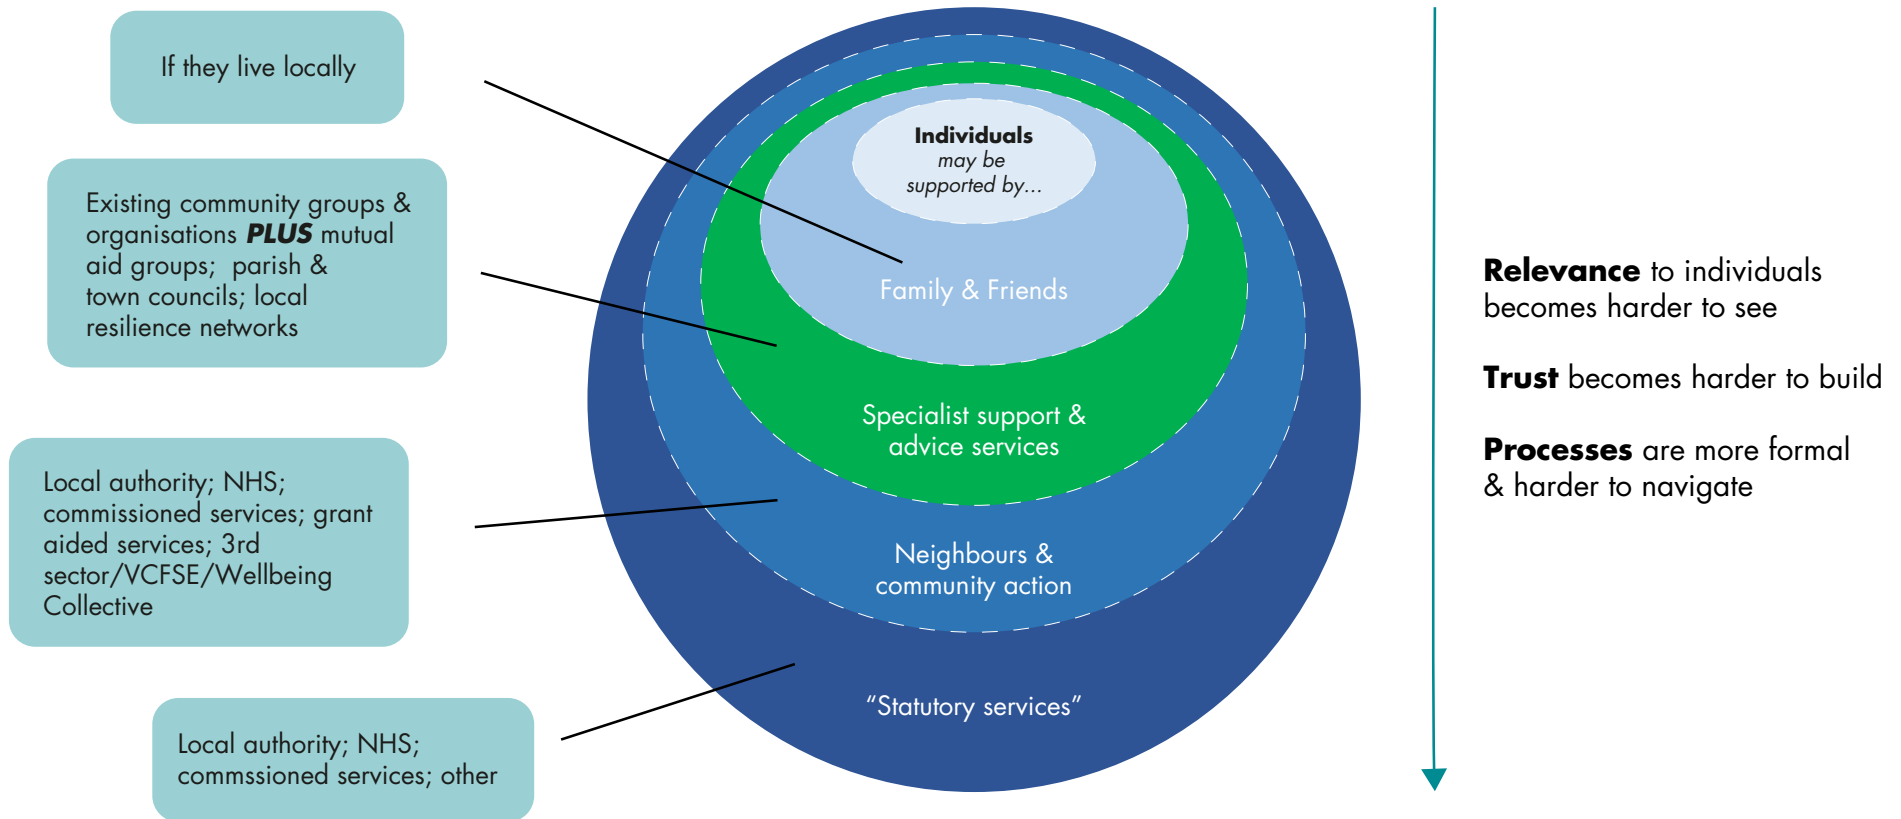 If they live locally
Existing community groups &
organisations PLUS mutual
aid groups; parish &
town councils; local
resilience networks
Local authority; NHS;
commissioned services; grant
aided services; 3rd
sector/VCFSE/Wellbeing
Collective
Local authority; NHS;
commssioned services; other
Individuals
may be
supported by...
Family & Friends
Specialist support &
advice services
Neighbours &
community action
“Statutory services”
Relevance to individuals
becomes harder to see
Trust becomes harder to build
Processes are more formal
& harder to navigate